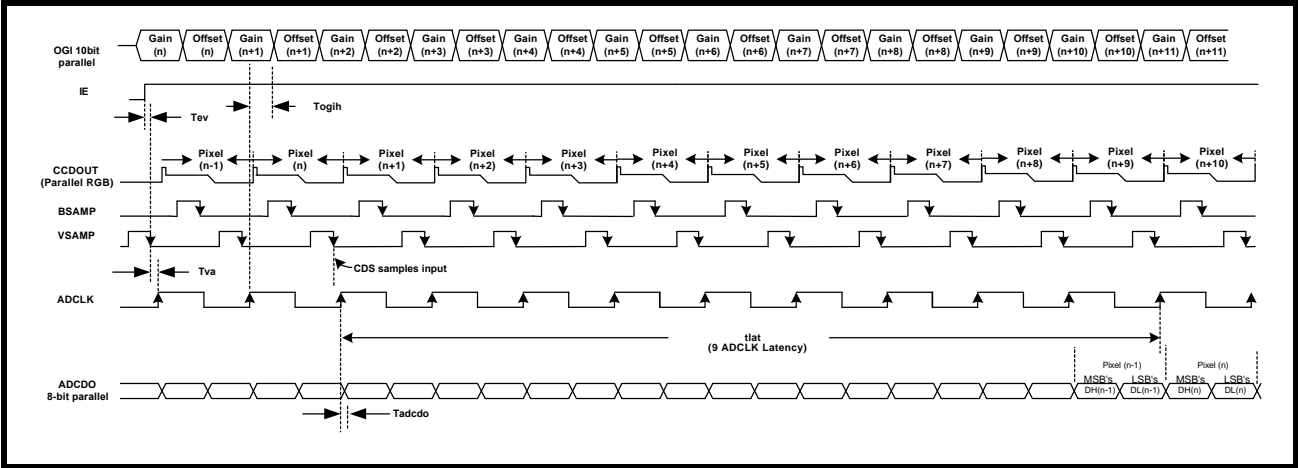 Gain Offset Gain Offset Gain Offset Gain Offset Gain Offset Gain Offset Gain Offset Gain Offset Gain Offset Gain Offset Gain Offset Gain Offset
(n) (n) (n+1) (n+1) (n+2) (n+2) (n+3) (n+3) (n+4) (n+4) (n+5) (n+5) (n+6) (n+6) (n+7) (n+7) (n+8) (n+8) (n+9) (n+9) (n+10) (n+10) (n+11) (n+11)
OGI 10bit
parallel
IE
Togih
Tev
Pixel Pixel Pixel Pixel Pixel Pixel Pixel Pixel Pixel Pixel Pixel Pixel
(n-1) (n) (n+1) (n+2) (n+3) (n+4) (n+5) (n+6) (n+7) (n+8) (n+9) (n+10)
CCDOUT
(Parallel RGB)
BSAMP
VSAMP
CDS samples input
Tva
ADCLK
tlat
(9 ADCLK Latency)
Pixel (n-1) Pixel (n)
MSB's LSB's MSB's LSB's
DH(n-1) DL(n-1) DH(n) DL(n)
ADCDO
8-bit parallel
Tadcdo